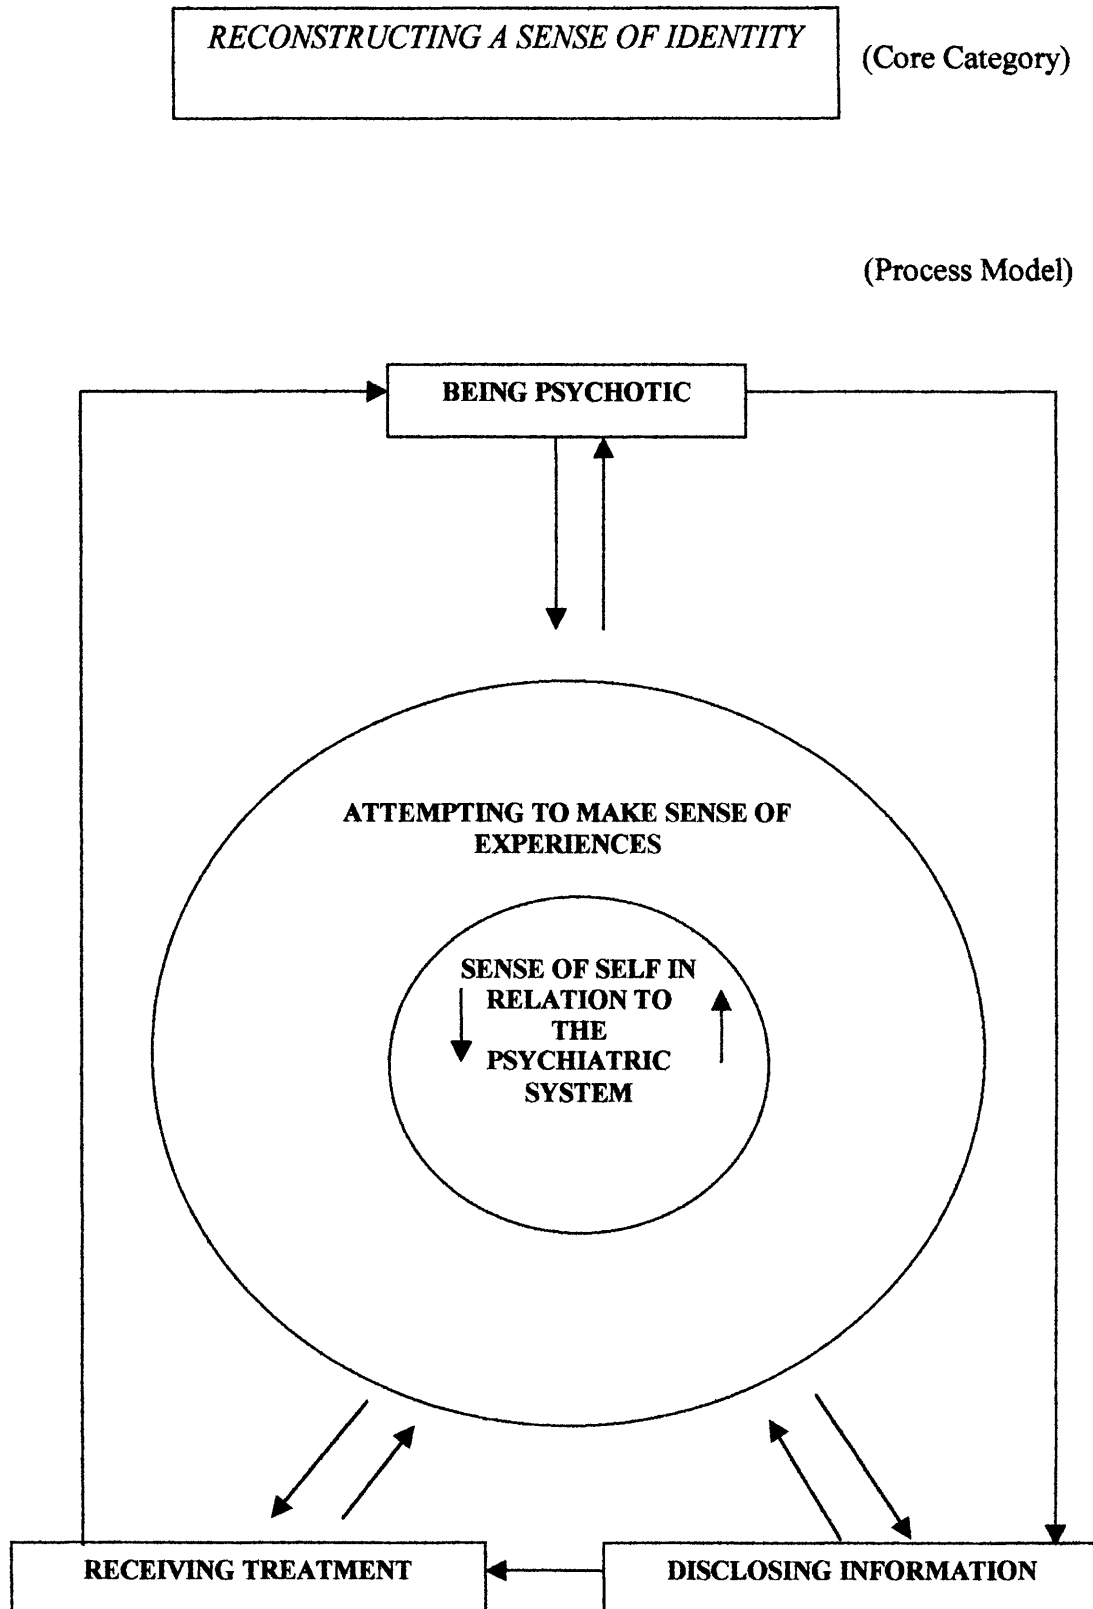 RECONSTRUCTING A SENSE OF IDENTITY
(Core Category)
(Process Model)
BEING PSYCHOTIC
ATTEMPTING TO MAKE SENSE OF
EXPERIENCES
SENSE OF SELF IN
RELATION TO
THE
PSYCHIATRIC
SYSTEM
RECEIVING TREATMENT
DISCLOSING INFORMATION